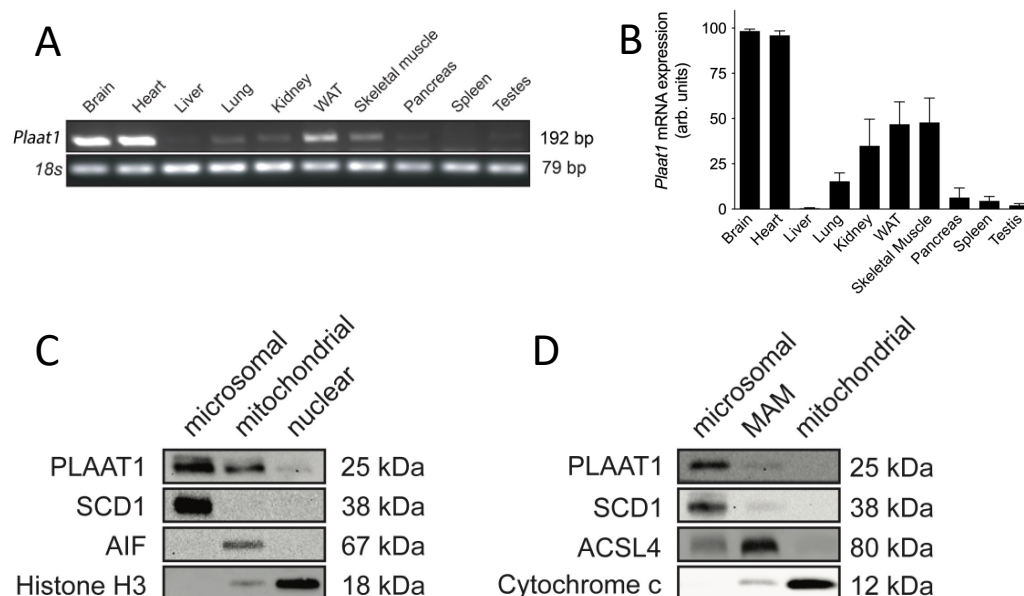 A
Brain Heart Liver Lung Kidney WAT Skeletal muscle Pancreas Spleen Testes
Plaat1 192 bp
18s 79 bp
B
Plaat1 mRNA expression
(arb. units)
100
75
50
25
0
Brain Heart Liver Lung Kidney WAT Skeletal Muscle Pancreas Spleen Testis
C
microsomal mitochondrial nuclear
PLAAT1 25 kDa
SCD1 38 kDa
AIF 67 kDa
Histone H3 18 kDa
D
microsomal MAM mitochondrial
PLAAT1 25 kDa
SCD1 38 kDa
ACSL4 80 kDa
Cytochrome c 12 kDa